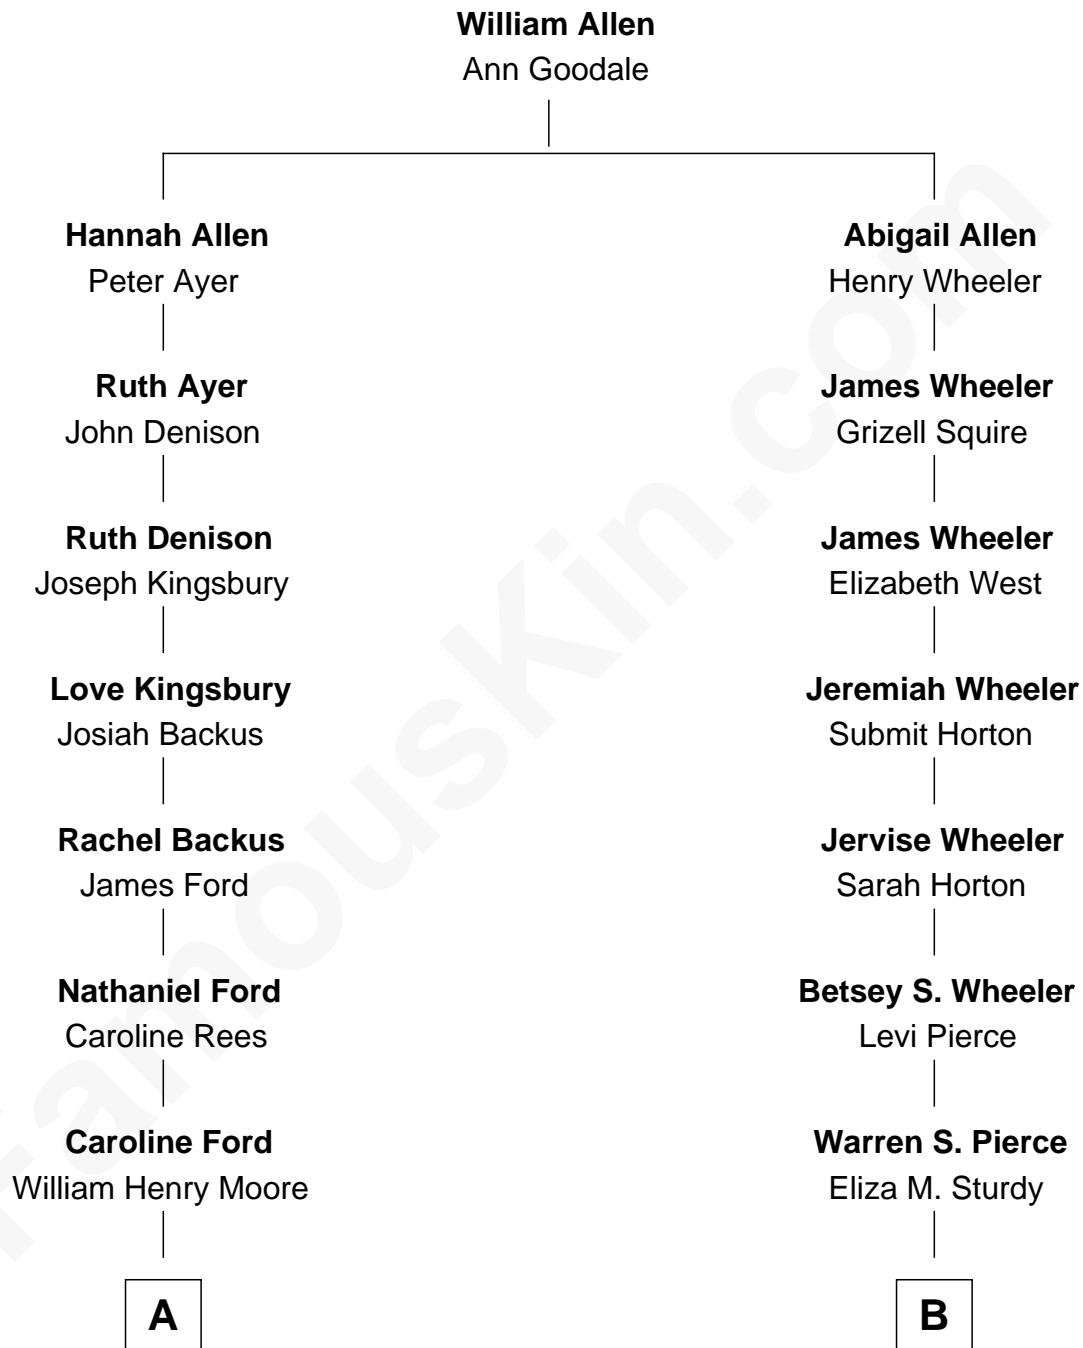 William Allen
Ann Goodale
Hannah Allen
Peter Ayer
Abigail Allen
Henry Wheeler
Ruth Ayer
John Denison
James Wheeler
Grizell Squire
Ruth Denison
Joseph Kingsbury
James Wheeler
Elizabeth West
Love Kingsbury
Josiah Backus
Jeremiah Wheeler
Submit Horton
Rachel Backus
James Ford
Jervise Wheeler
Sarah Horton
Nathaniel Ford
Caroline Rees
Betsey S. Wheeler
Levi Pierce
Caroline Ford
William Henry Moore
Warren S. Pierce
Eliza M. Sturdy
A
B
FamousKin.com